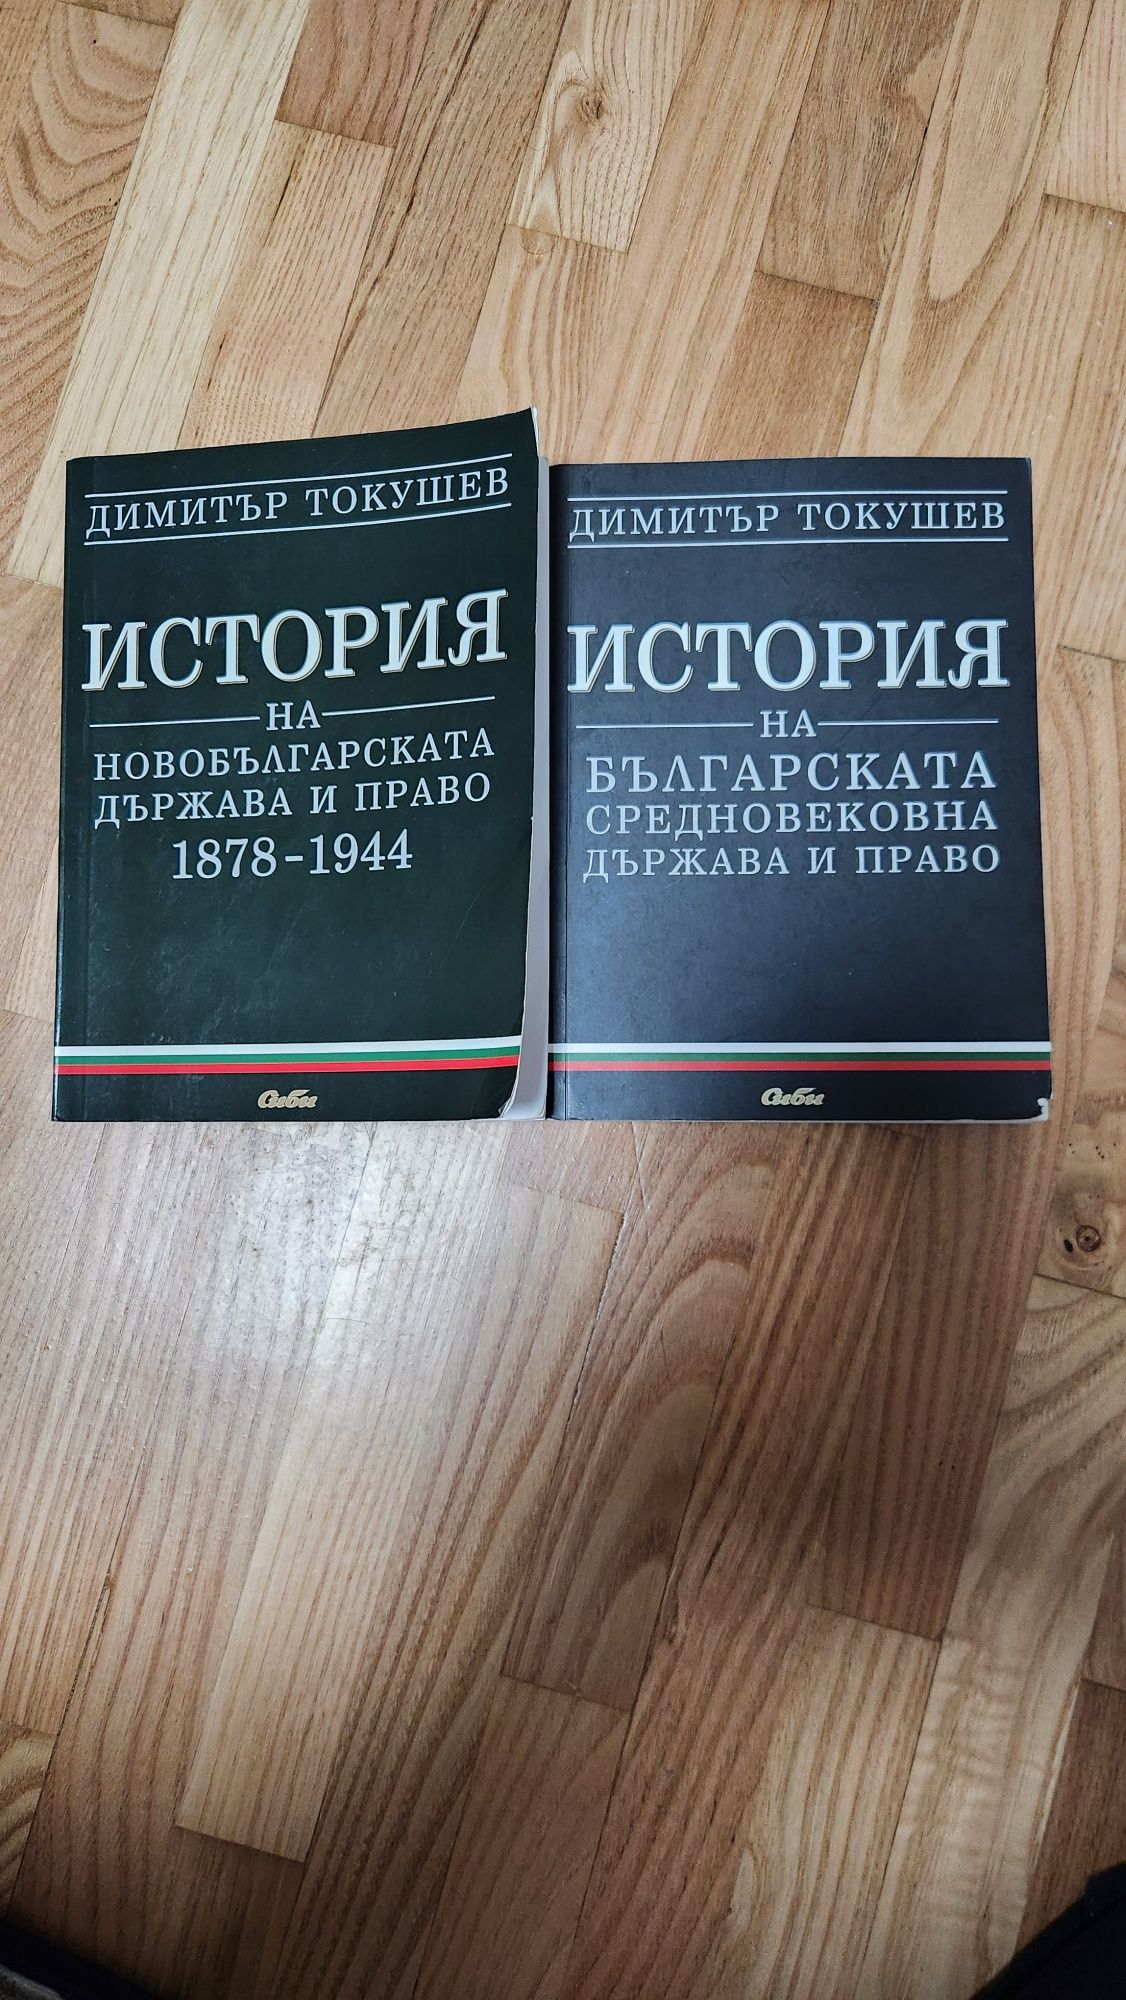 ДИМИТЪР ТОКУШЕВ
ИСТОРИЯ
НА
НОВОБЪЛГАРСКАТА
ДЪРЖАВА И ПРАВО
1878-1944
Сиби
ДИМИТЪР ТОКУШЕВ
ИСТОРИЯ
НА
БЪЛГАРСКАТА
СРЕДНОВЕКОВНА
ДЪРЖАВА И ПРАВО
Сиби